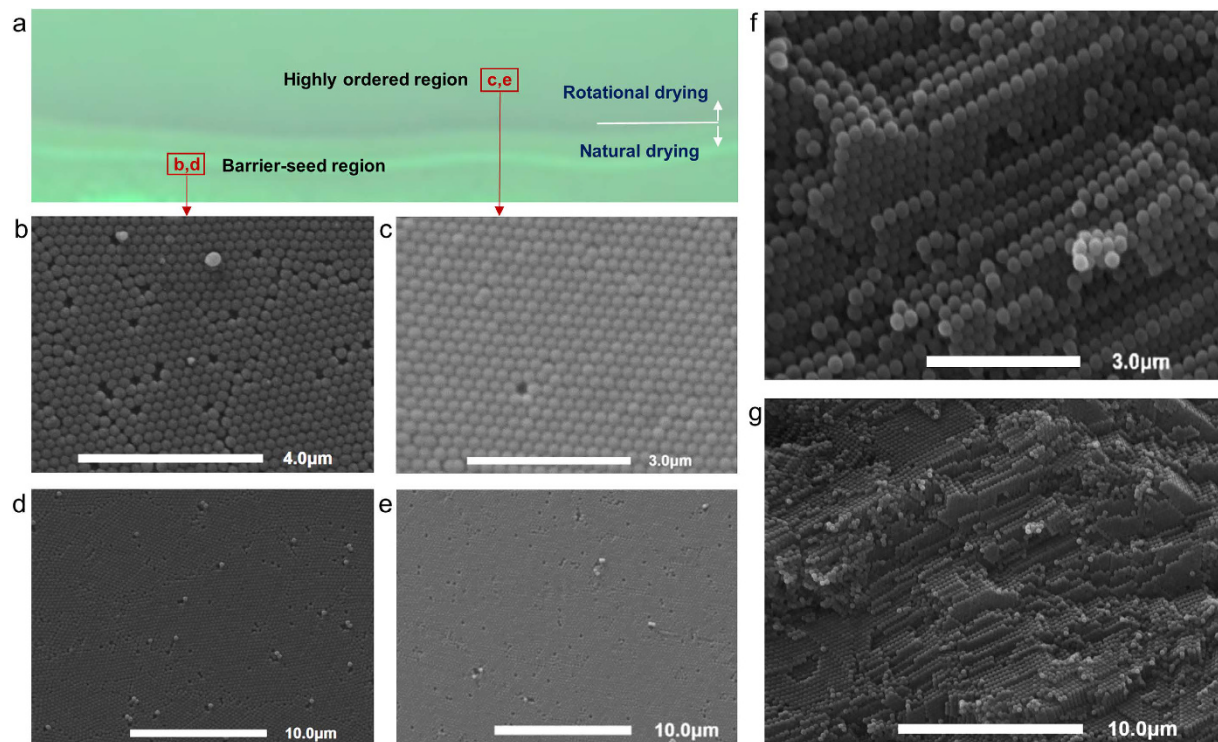 a
Highly ordered region
c,e
Rotational drying
Natural drying
b,d
Barrier-seed region
b
4.0µm
c
3.0µm
d
10.0µm
e
10.0µm
f
3.0µm
g
10.0µm